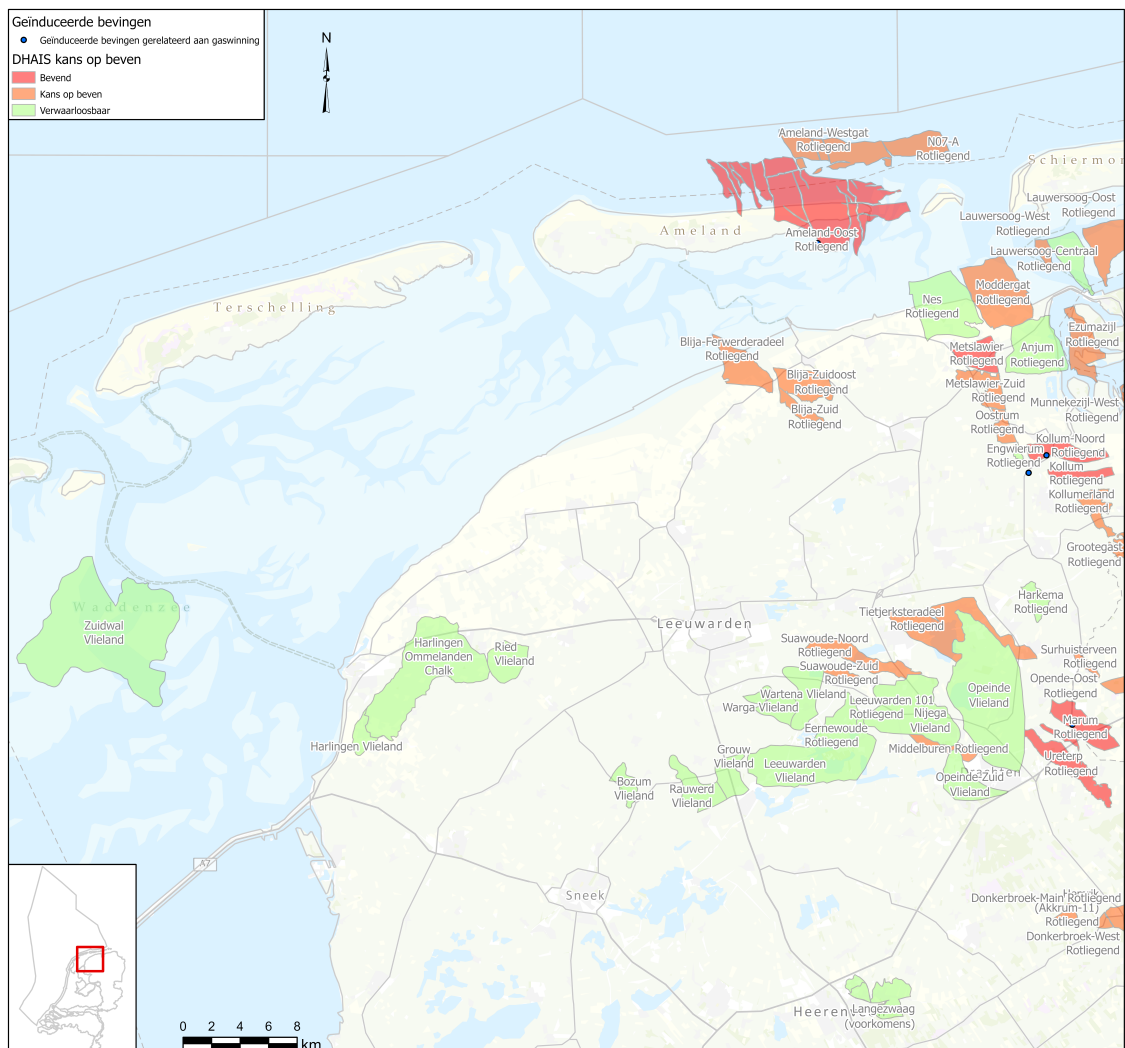 Geïnduceerde bevingen
Geïnduceerde bevingen gerelateerd aan gaswinning
DHAIS kans op beven
Bevend
Kans op beven
Verwaarloosbaar
N
Ameland-Westgat
Rotliegend
N07-A
Rotliegend
Schiermon
Lauwersoog-Oost
Rotliegend
Lauwersoog-West
Rotliegend
Ameland
Ameland-Oost
Rotliegend
Lauwersoog-Centraal
Rotliegend
Terschelling
Moddergat
Rotliegend
Nes
Rotliegend
Ezumazijl
Rotliegend
Blija-Ferwerderadeel
Rotliegend
Metslawier
Rotliegend
Anjum
Rotliegend
Blija-Zuidoost
Rotliegend
Metslawier-Zuid
Rotliegend
Blija-Zuid
Rotliegend
Munnekezijl-West
Rotliegend
Oostrum
Rotliegend
Kollum-Noord
Rotliegend
Engwierum
Rotliegend
Kollum
Rotliegend
Kollumerland
Rotliegend
Grootegast
Rotliegend
Harkema
Rotliegend
Waddenzee
Zuidwal
Vlieland
Tietjerksteradeel
Rotliegend
Leeuwarden
Harlingen
Ommelanden
Chalk
Ried
Vlieland
Suawoude-Noord
Rotliegend
Surhuisterveen
Rotliegend
Suawoude-Zuid
Rotliegend
Opende-Oost
Rotliegend
Opeinde
Vlieland
Wartena Vlieland
Warga-Vlieland
Leeuwarden 101
Rotliegend
Nijega
Vlieland
Marum
Rotliegend
Eernewoude
Rotliegend
Harlingen Vlieland
Grouw
Vlieland
Middelburen Rotliegend
Ureterp
Rotliegend
Leeuwarden
Vlieland
Drachten
Opeinde-Zuid
Vlieland
Bozum
Vlieland
Rauwerd
Vlieland
A7
Sneek
Donkerbroek-Main Rotliegend
(Akkrum-11)
Rotliegend
Donkerbroek-West
Rotliegend
Heerenve
Langezwaag
(voorkomens)
0 2 4 6 8
km